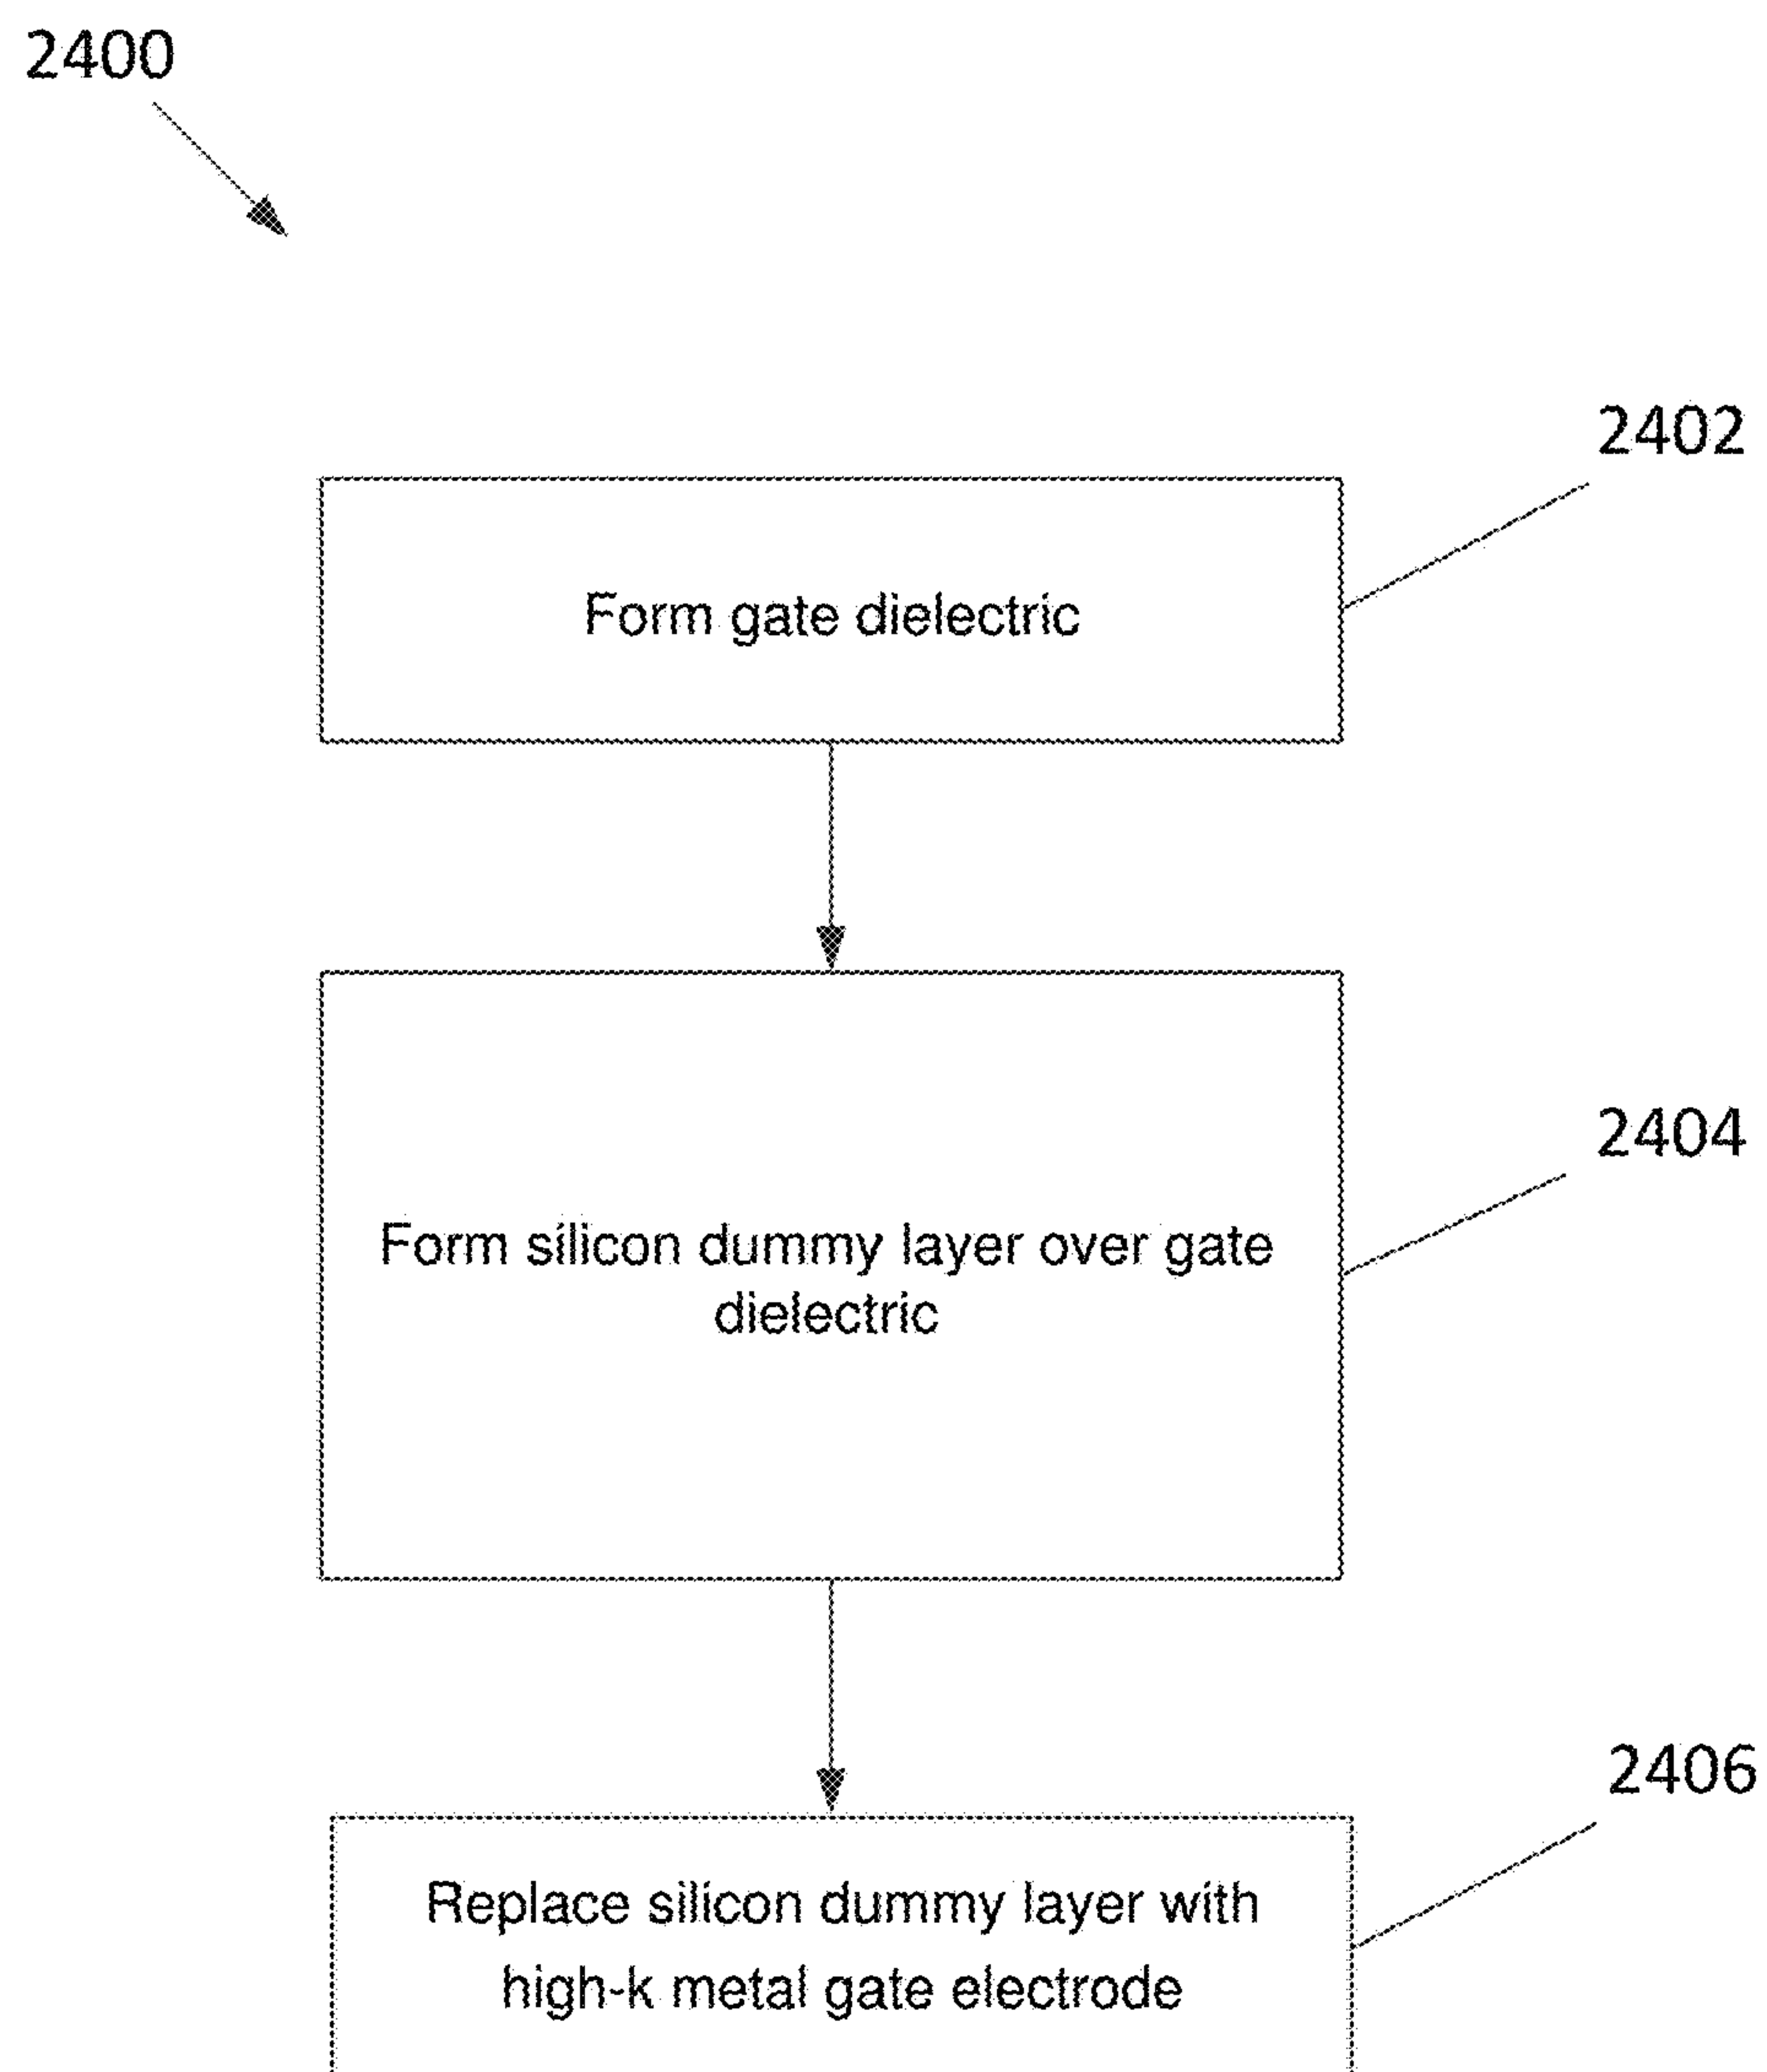 2400
2402
Form gate dielectric
2404
Form silicon dummy layer over gate
dielectric
2406
Replace silicon dummy layer with
high-k metal gate electrode